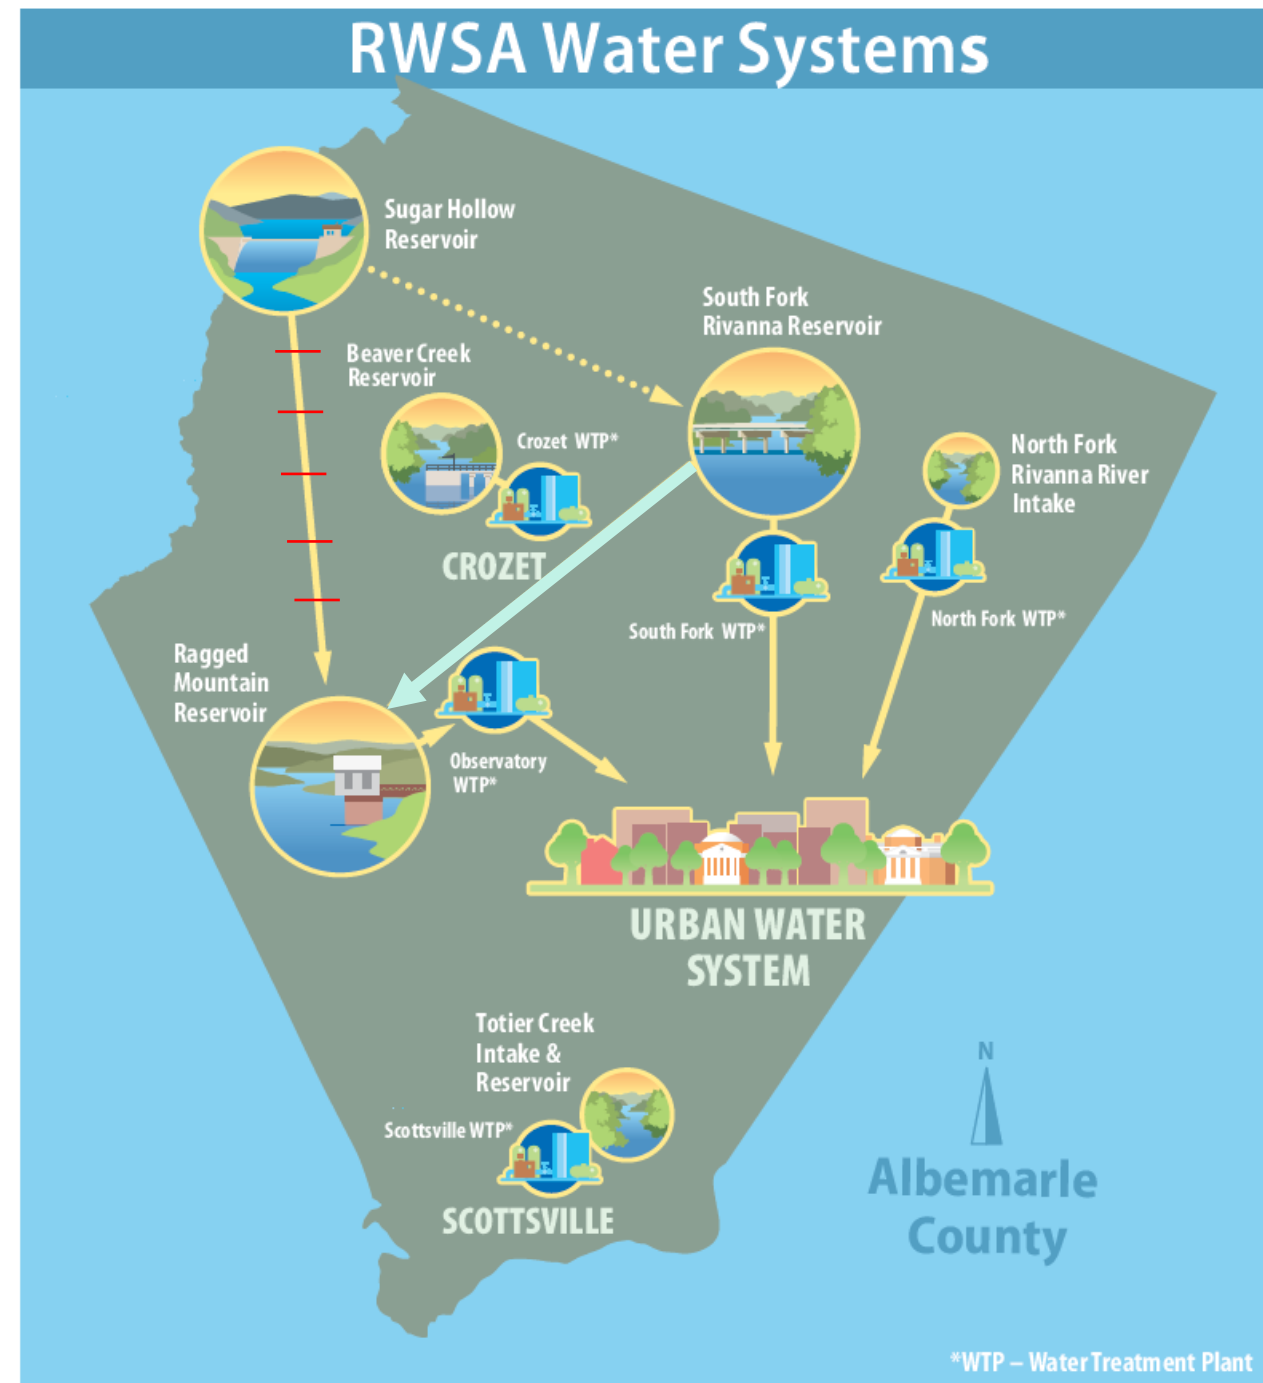 RWSA Water Systems
Sugar Hollow
Reservoir
South Fork
Rivanna Reservoir
Beaver Creek
Reservoir
Crozet WTP*
North Fork
Rivanna River
Intake
CROZET
South Fork WTP*
North Fork WTP*
Ragged
Mountain
Reservoir
Observatory
WTP*
URBAN WATER
SYSTEM
Totier Creek
Intake &
Reservoir
Scottsville WTP*
SCOTTSVILLE
N
Albemarle
County
*WTP – Water Treatment Plant